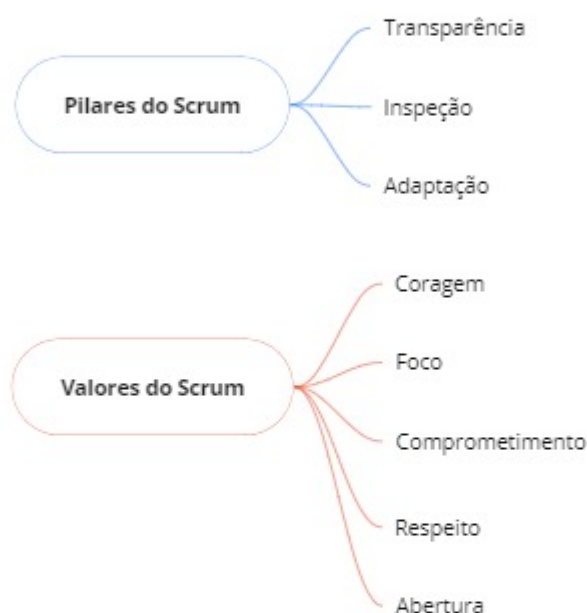 Pilares do Scrum
Transparência
Inspeção
Adaptação
Valores do Scrum
Coragem
Foco
Comprometimento
Respeito
Abertura